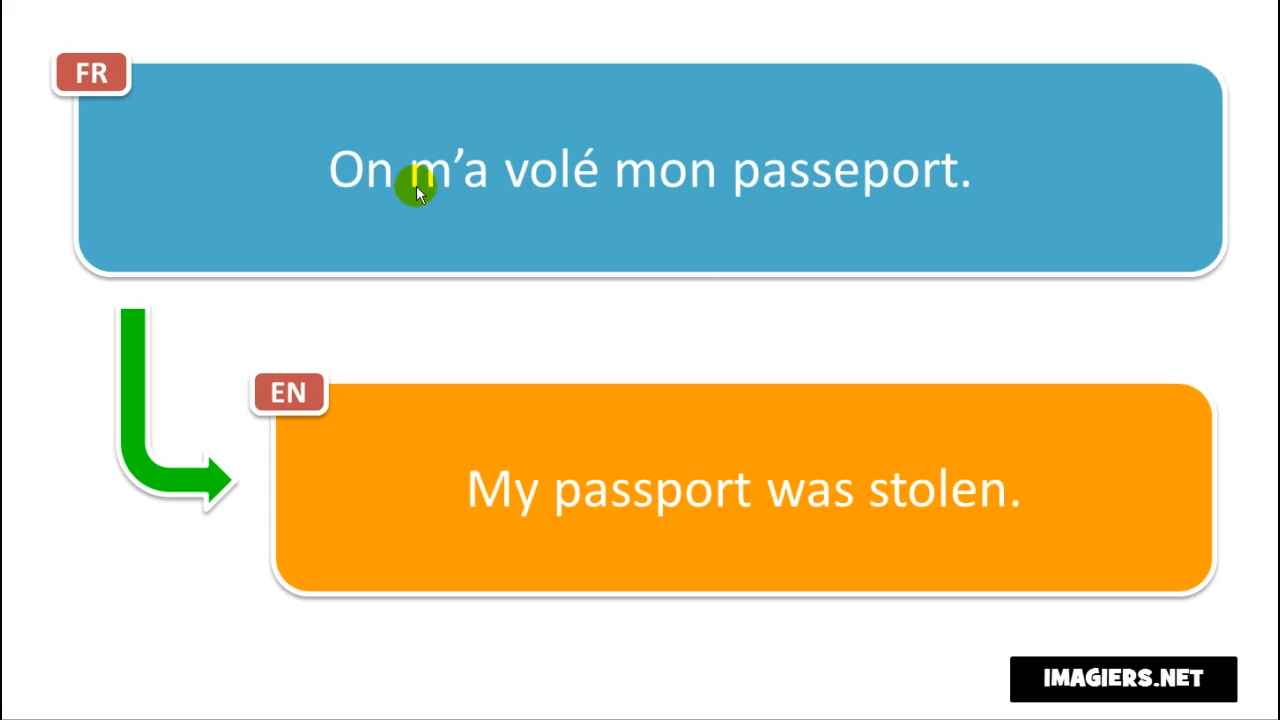 FR
On m’a volé mon passeport.
EN
My passport was stolen.
IMAGIERS.NET